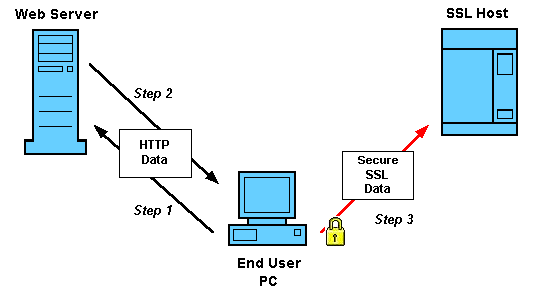 Web Server
SSL Host
Step 2
HTTP
Data
Secure
SSL
Data
Step 1
Step 3
End User
PC